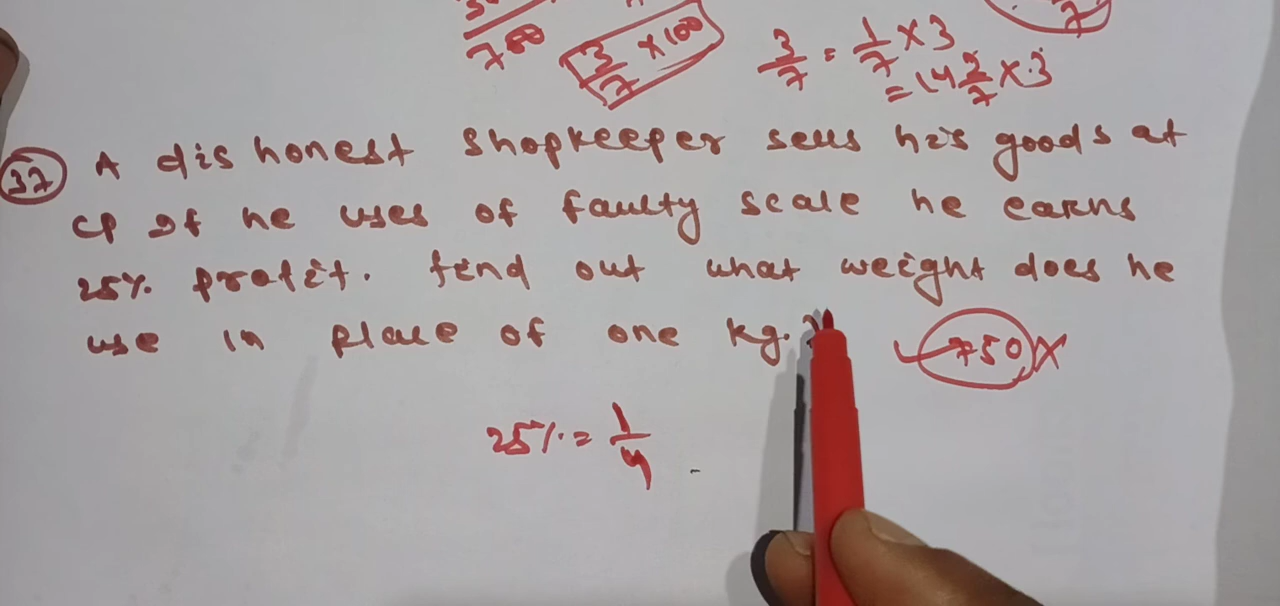 7
3/7 × 100
3/7 = 1/7 × 3
= 14 2/7 × 3
37 A dishonest shopkeeper sells his goods at
CP If he uses of faulty scale he earns
25% profit. find out what weight does he
use in place of one kg.?
750 ×
25% = 1/4